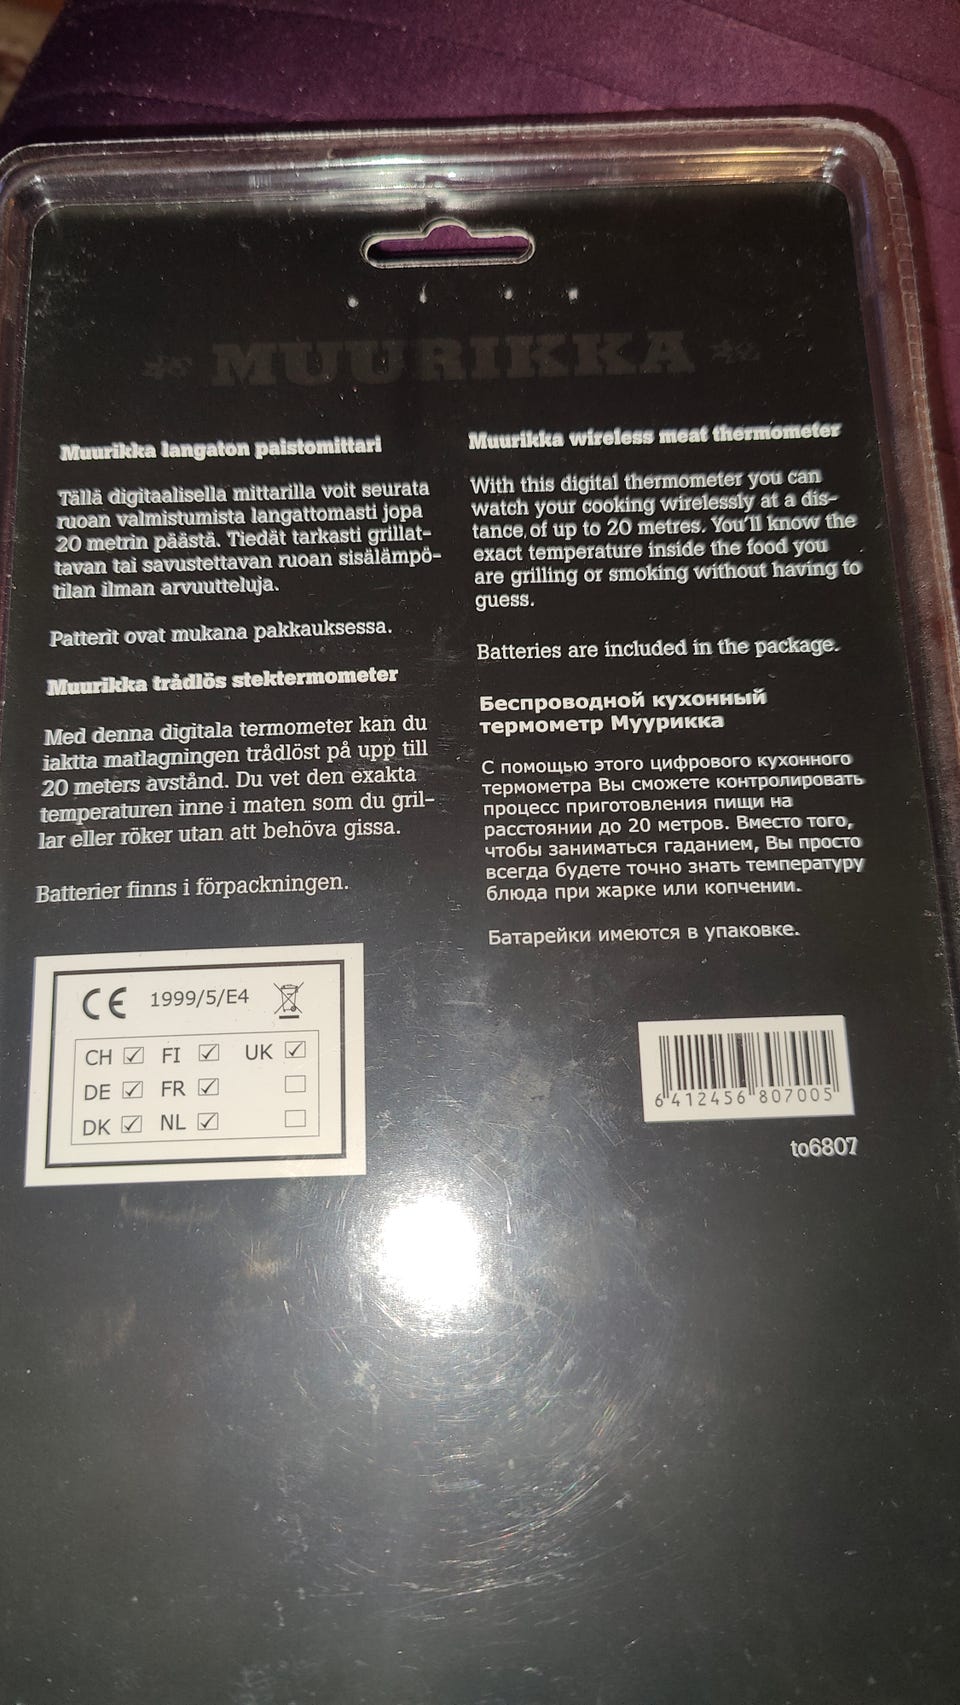 MUURIKKA
Muurikka langaton paistomittari
Tällä digitaalisella mittarilla voit seurata
ruoan valmistumista langattomasti jopa
20 metrin päästä. Tiedät tarkasti grillat-
tavan tai savustettavan ruoan sisälämpö-
tilan ilman arvuutteluja.
Patterit ovat mukana pakkauksessa.
Muurikka trådlös stektermometer
Med denna digitala termometer kan du
iaktta matlagningen trådlöst på upp till
20 meters avstånd. Du vet den exakta
temperaturen inne i maten som du gril-
lar eller röker utan att behöva gissa.
Batterier finns i förpackningen.
Muurikka wireless meat thermometer
With this digital thermometer you can
watch your cooking wirelessly at a dis-
tance of up to 20 metres. You'll know the
exact temperature inside the food you
are grilling or smoking without having to
guess.
Batteries are included in the package.
Беспроводной кухонный
термометр Муурикка
С помощью этого цифрового кухонного
термометра Вы сможете контролировать
процесс приготовления пищи на
расстоянии до 20 метров. Вместо того,
чтобы заниматься гаданием, Вы просто
всегда будете точно знать температуру
блюда при жарке или копчении.
Батарейки имеются в упаковке.
CE 1999/5/E4
CH FI UK
DE FR
DK NL
6 412456 807005
to6807